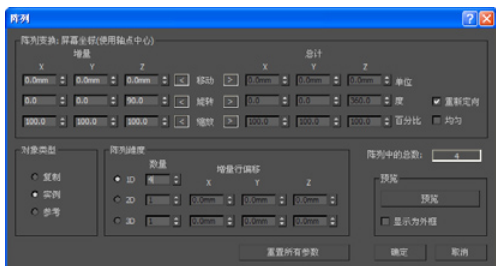 阵列
阵列变换: 屏幕坐标(使用轴点中心)
增量 总计
X Y Z X Y Z
0.0mm 0.0mm 0.0mm < 移动 > 0.0mm 0.0mm 0.0mm 单位
0.0 0.0 90.0 < 旋转 > 0.0 0.0 360.0 度 重新定向
100.0 100.0 100.0 < 缩放 > 100.0 100.0 100.0 百分比 均匀
对象类型 阵列维度 阵列中的总数: 4
复制 数量 增量行偏移
实例 1D 4 X Y Z
参考 2D 1 0.0mm 0.0mm 0.0mm
3D 1 0.0mm 0.0mm 0.0mm
预览
预览
显示为外框
重置所有参数 确定 取消